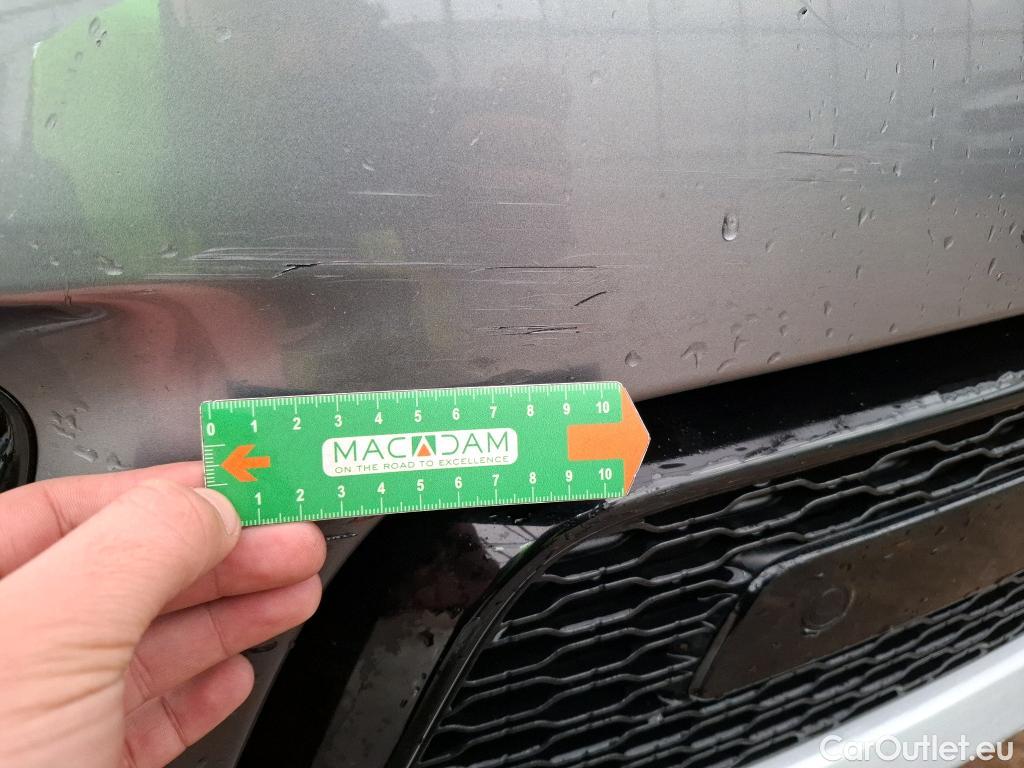 0 1 2 3 4 5 6 7 8 9 10
MACADAM
ON THE ROAD TO EXCELLENCE
1 2 3 4 5 6 7 8 9 10
CarOutlet.eu